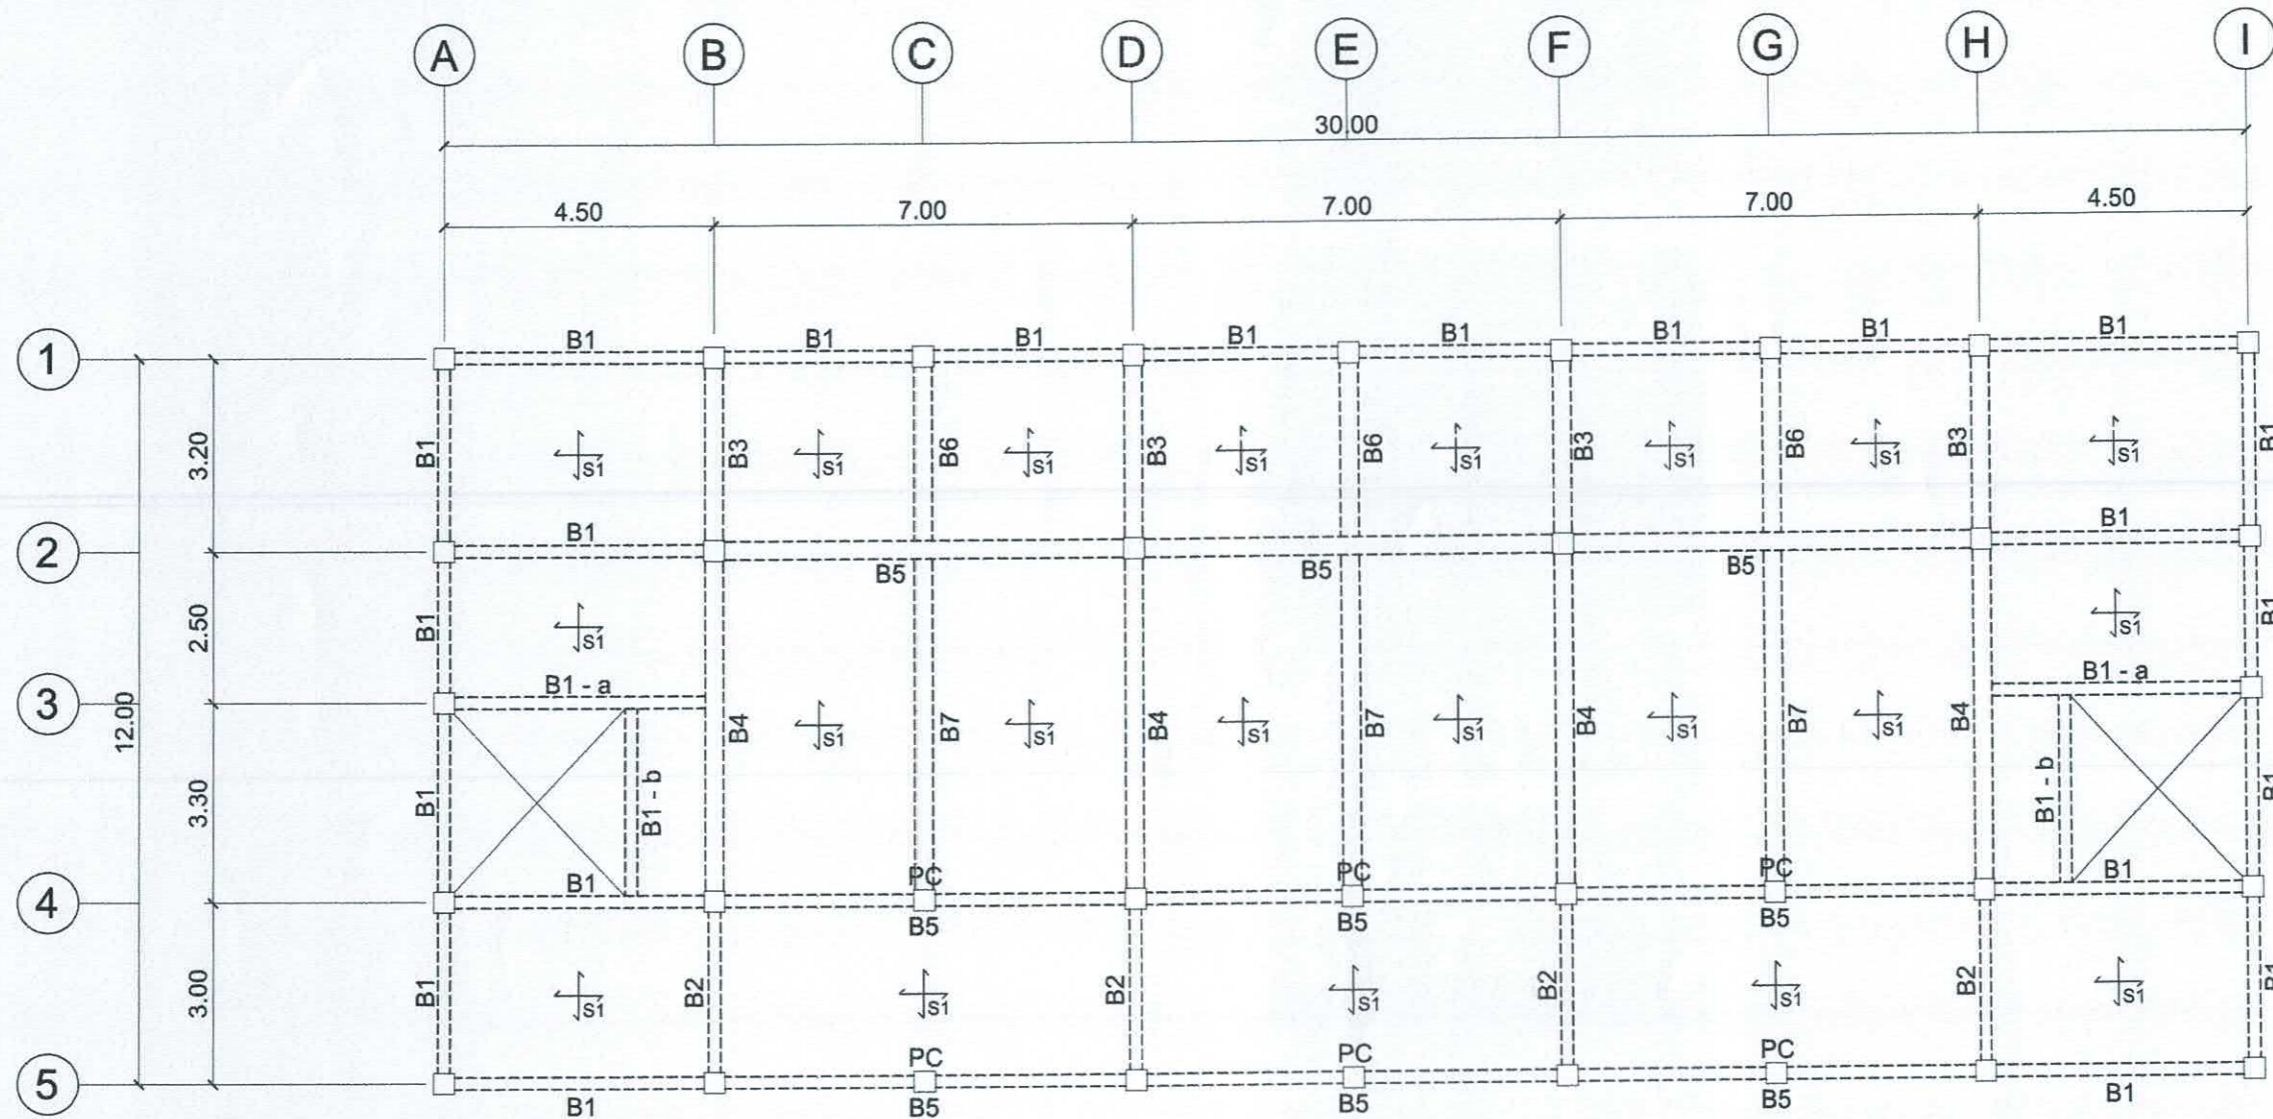 A B C D E F G H I
30.00
4.50 7.00 7.00 7.00 4.50
B1 B1 B1 B1 B1 B1 B1 B1
1
3.20 B1 S1 B3 S1 B6 S1 B3 S1 B6 S1 B3 S1 B6 S1 B3 S1 B1
B1 B1
2
B5 B5 B5
2.50 B1 S1 S1 B1
B1 - a B1 - a
3
12.00 B4 S1 B7 S1 B4 S1 B7 S1 B4 S1 B7 S1 B4
3.30 B1 B1 - b B1 - b B1
B1 PC PC PC B1
4
B5 B5 B5
3.00 B1 S1 B2 S1 B2 S1 B2 S1 B2 S1 B1
PC PC PC
5
B1 B5 B5 B5 B1